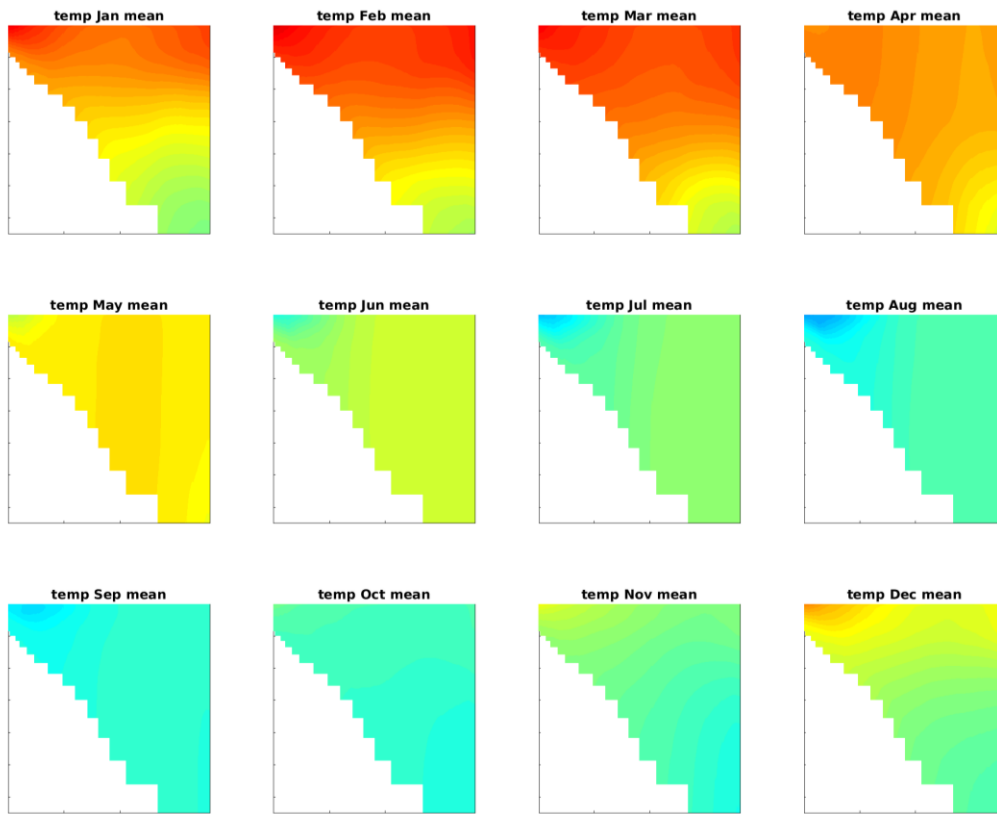 temp Jan mean
temp Feb mean
temp Mar mean
temp Apr mean
temp May mean
temp Jun mean
temp Jul mean
temp Aug mean
temp Sep mean
temp Oct mean
temp Nov mean
temp Dec mean